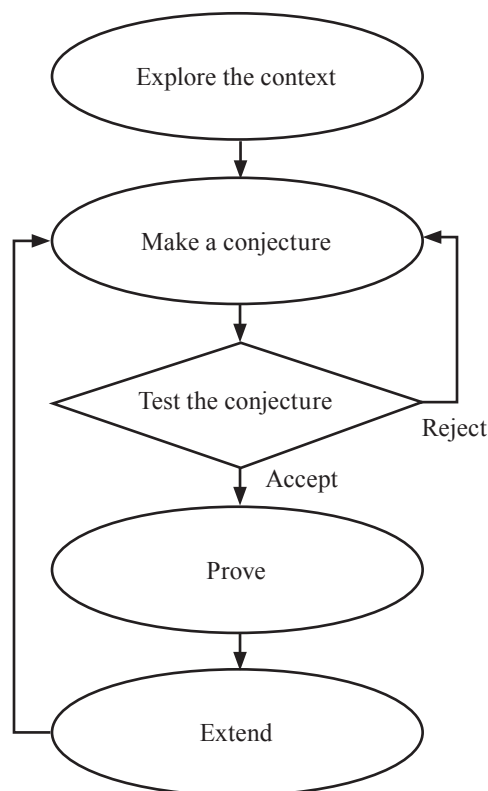 Explore the context
Make a conjecture
Test the conjecture
Reject
Accept
Prove
Extend